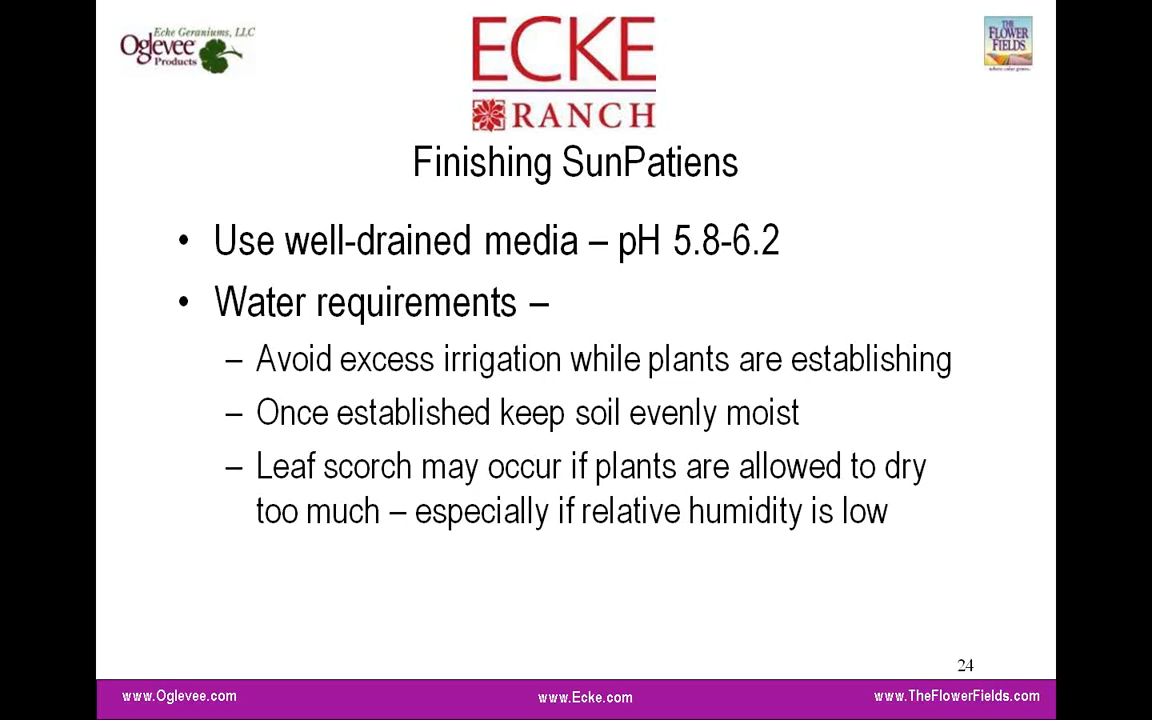 Ecke Geraniums, LLC
Oglevee
Products
ECKE
RANCH
THE
FLOWER
FIELDS
Finishing SunPatiens
• Use well-drained media – pH 5.8-6.2
• Water requirements –
– Avoid excess irrigation while plants are establishing
– Once established keep soil evenly moist
– Leaf scorch may occur if plants are allowed to dry
too much – especially if relative humidity is low
24
www.Oglevee.com
www.Ecke.com
www.TheFlowerFields.com